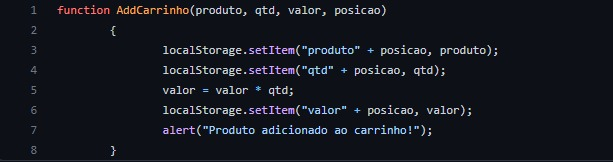 1 function AddCarrinho(produto, qtd, valor, posicao)
2 {
3 localStorage.setItem("produto" + posicao, produto);
4 localStorage.setItem("qtd" + posicao, qtd);
5 valor = valor * qtd;
6 localStorage.setItem("valor" + posicao, valor);
7 alert("Produto adicionado ao carrinho!");
8 }